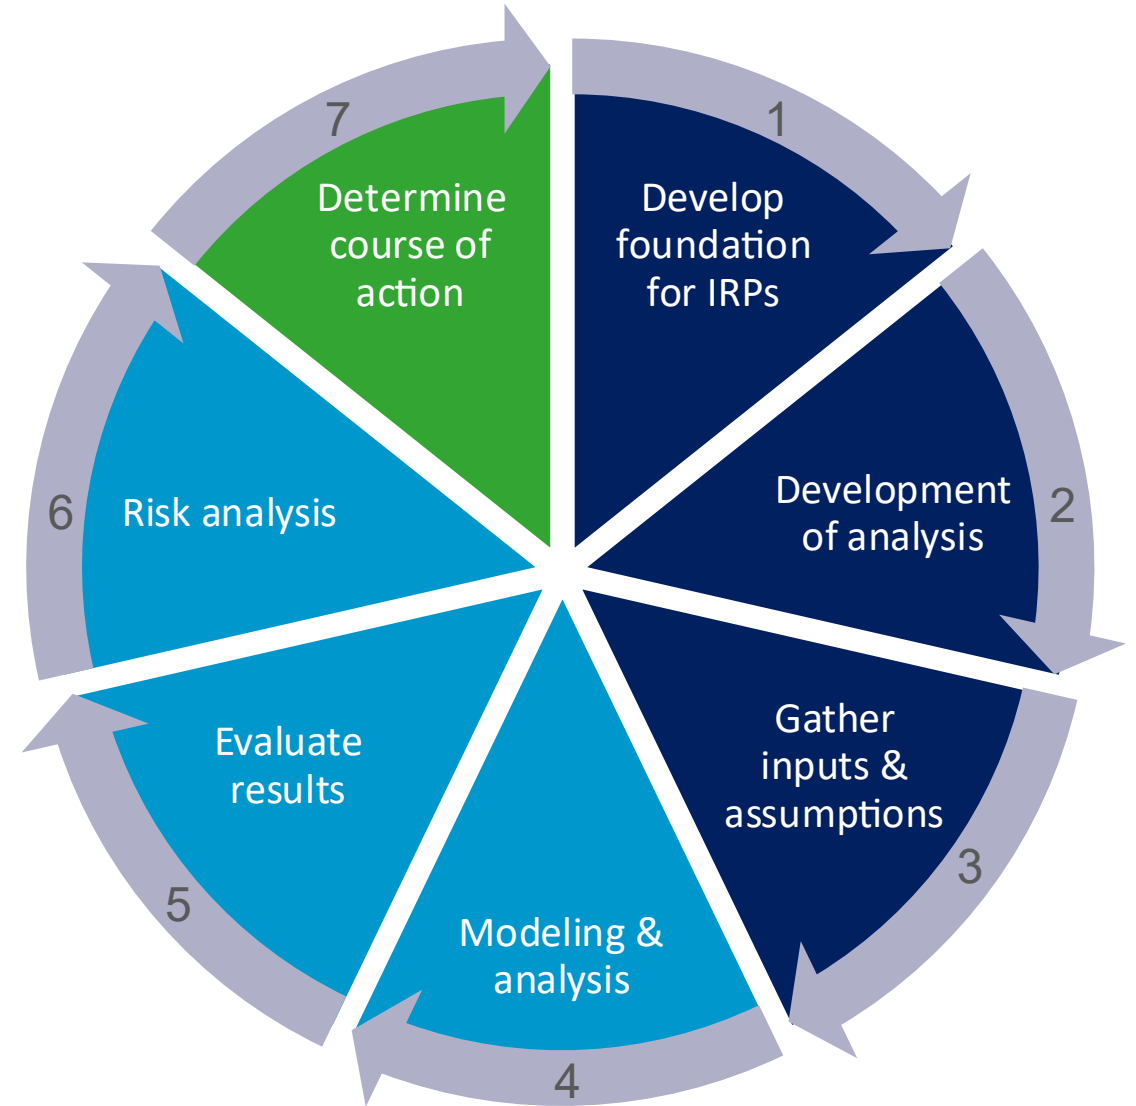 1
Develop
foundation
for IRPs
2
Development
of analysis
3
Gather
inputs &
assumptions
4
Modeling &
analysis
5
Evaluate
results
6
Risk analysis
7
Determine
course of
action